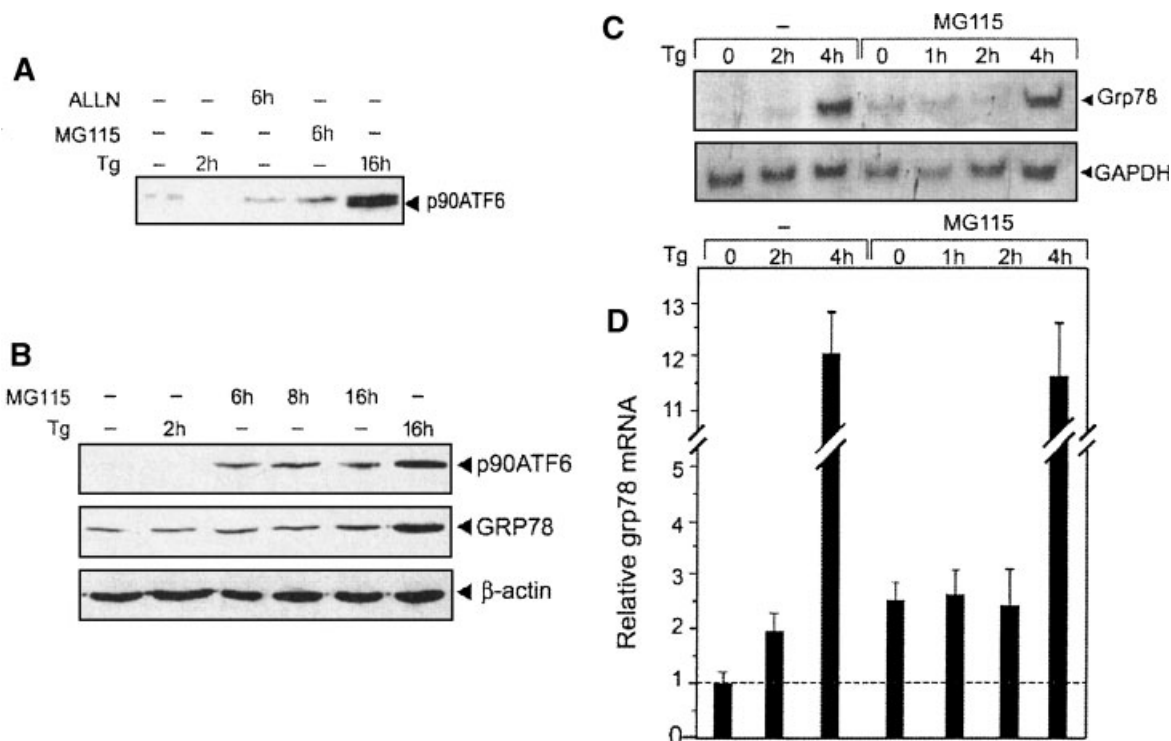 A
ALLN – – 6h – –
MG115 – – – 6h –
Tg – 2h – – 16h
p90ATF6
B
MG115 – – 6h 8h 16h –
Tg – 2h – – – 16h
p90ATF6
GRP78
β-actin
C
– MG115
Tg 0 2h 4h 0 1h 2h 4h
Grp78
GAPDH
– MG115
Tg 0 2h 4h 0 1h 2h 4h
D
Relative grp78 mRNA
13
12
11
5
4
3
2
1
0